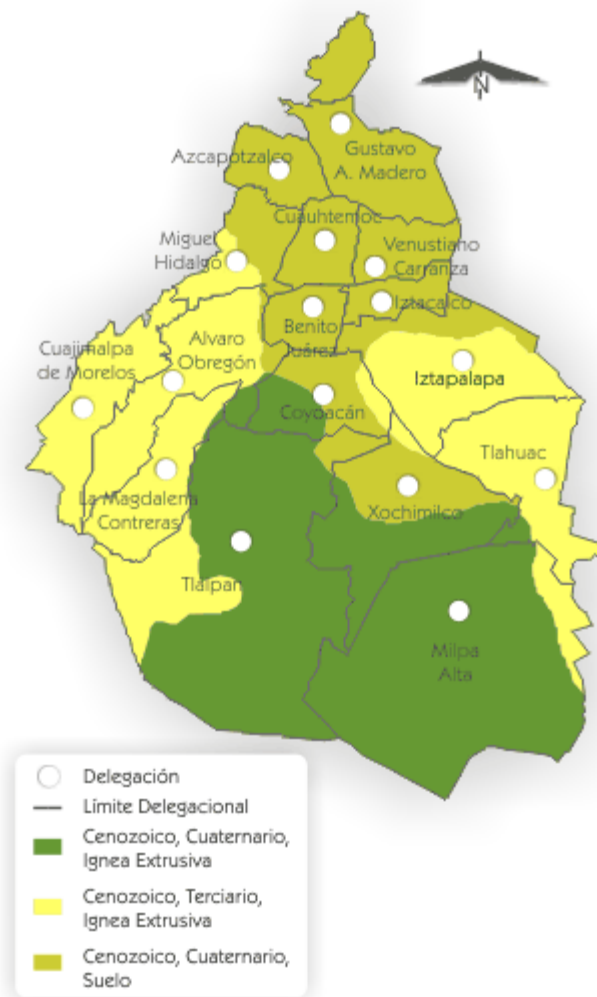 N
Gustavo
A. Madero
Azcapotzalco
Cuauhtemoc
Miguel
Hidalgo
Venustiano
Carranza
Iztacalco
Benito
Juárez
Alvaro
Obregón
Cuajimalpa
de Morelos
Iztapalapa
Coyoacán
Tlahuac
La Magdalena
Contreras
Xochimilco
Tlalpan
Milpa
Alta
Delegación
Límite Delegacional
Cenozoico, Cuaternario,
Ignea Extrusiva
Cenozoico, Terciario,
Ignea Extrusiva
Cenozoico, Cuaternario,
Suelo